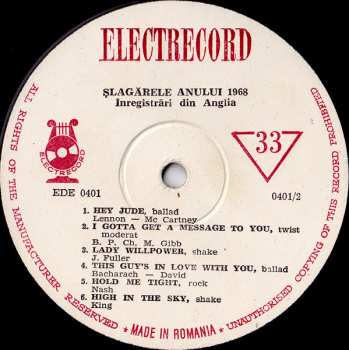 ELECTRECORD
ȘLAGĂRELE ANULUI 1968
Inregistrări din Anglia
ELECTRECORD
33
EDE 0401
0401/2
1. HEY JUDE, ballad
Lennon - Mc Cartney
2. I GOTTA GET A MESSAGE TO YOU, twist
moderat
B. P. Ch. M. Gibb
3. LADY WILLPOWER, shake
J. Fuller
4. THIS GUY'S IN LOVE WITH YOU, ballad
Bacharach — David
5. HOLD ME TIGHT, rock
Nash
6. HIGH IN THE SKY, shake
King
ALL RIGHTS OF THE MANUFACTURER RESERVED ★ MADE IN ROMANIA ★ UNAUTHORISED COPYING OF THIS RECORD PROHIBITED